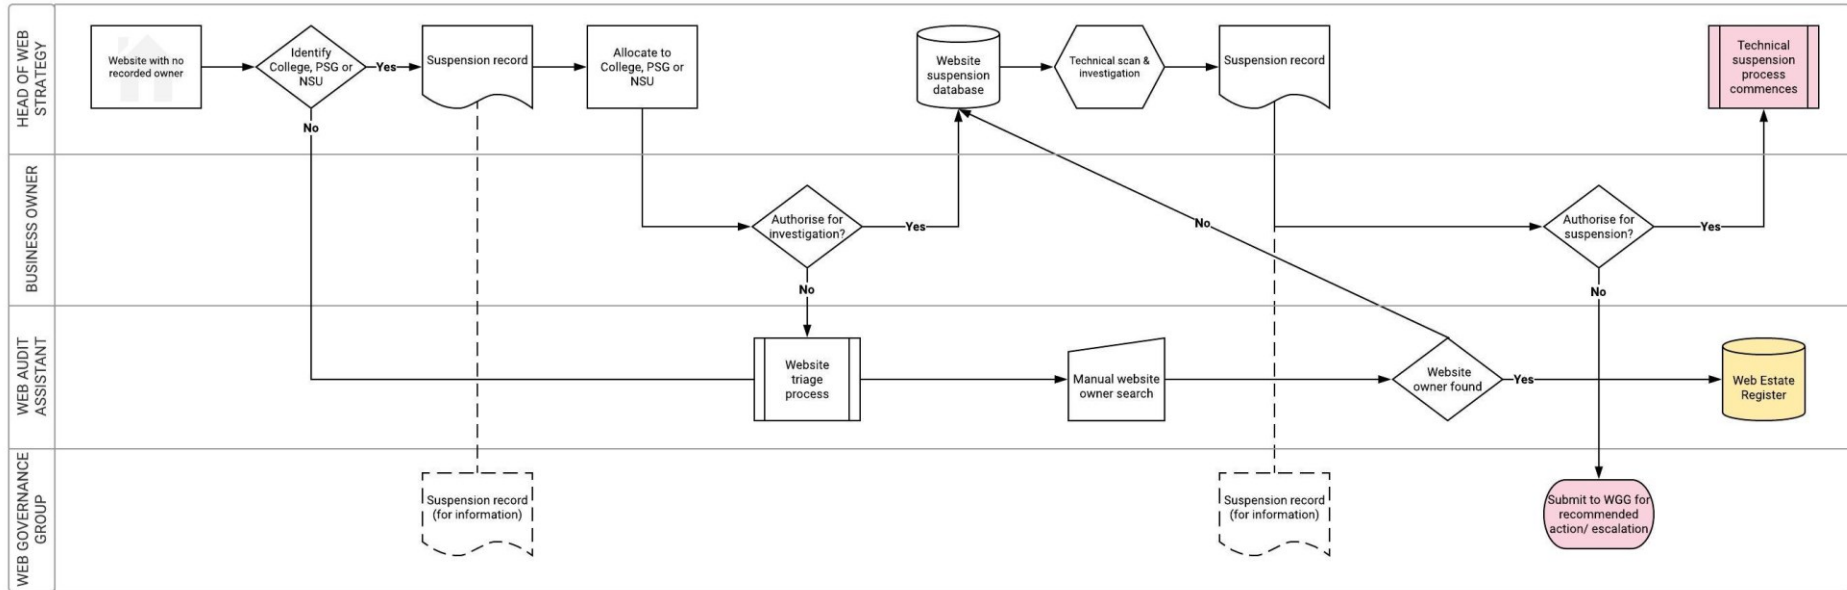 HEAD OF WEB
STRATEGY
Website with no
recorded owner
Identify
College, PSG or
NSU
Yes
No
Suspension record
Allocate to
College, PSG or
NSU
Website
suspension
database
Technical scan &
investigation
Suspension record
Technical
suspension
process
commences
BUSINESS OWNER
Authorise for
investigation?
Yes
No
No
Authorise for
suspension?
Yes
No
WEB AUDIT
ASSISTANT
Website
triage
process
Manual website
owner search
Website
owner found
Yes
Web Estate
Register
WEB GOVERNANCE
GROUP
Suspension record
(for information)
Suspension record
(for information)
Submit to WGG for
recommended
action/ escalation